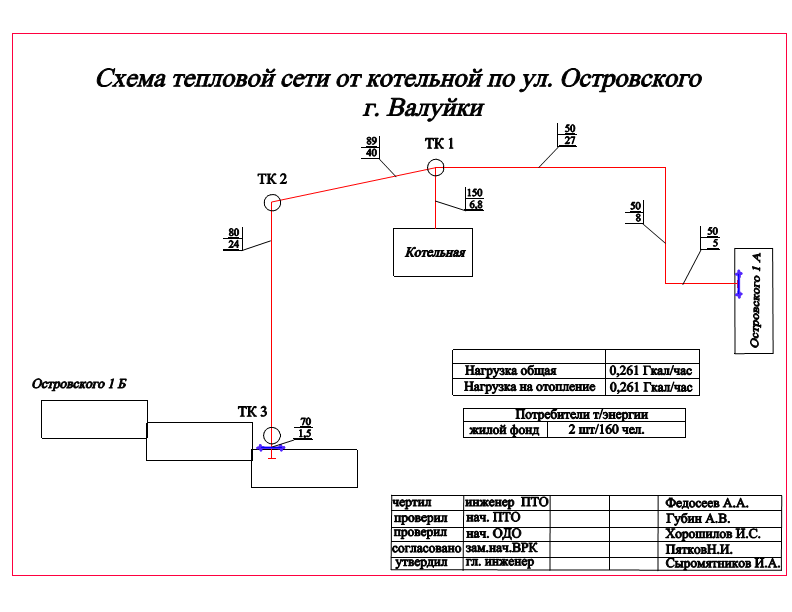 Схема тепловой сети от котельной по ул. Островского
г. Валуйки
50
27
89
40
ТК 1
ТК 2
150
6,8
50
8
80
24
50
5
Котельная
Островского 1 А
Нагрузка общая 0,261 Гкал/час
Нагрузка на отопление 0,261 Гкал/час
Островского 1 Б
ТК 3
70
1,5
Потребители т/энергии
жилой фонд 2 шт/160 чел.
чертил инженер ПТО Федосеев А.А.
проверил нач. ПТО Губин А.В.
проверил нач. ОДО Хорошилов И.С.
согласовано зам.нач.ВРК ПятковН.И.
утвердил гл. инженер Сыромятников И.А.